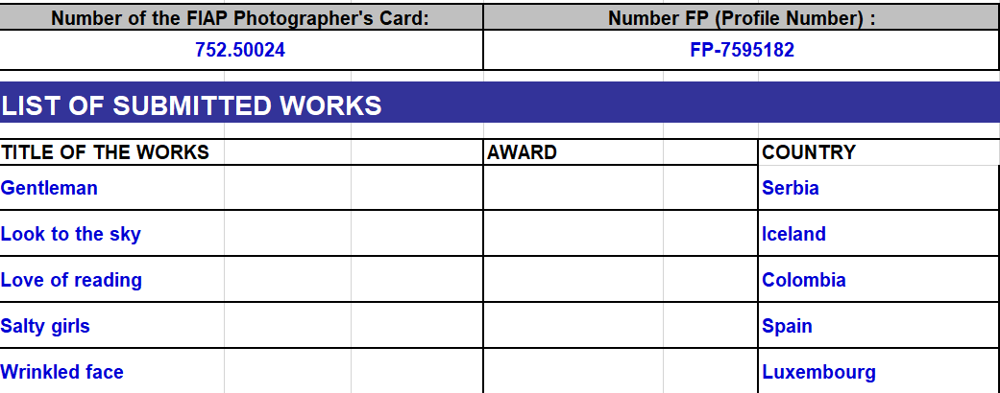 Number of the FIAP Photographer's Card: Number FP (Profile Number) :
752.50024 FP-7595182
LIST OF SUBMITTED WORKS
TITLE OF THE WORKS AWARD COUNTRY
Gentleman Serbia
Look to the sky Iceland
Love of reading Colombia
Salty girls Spain
Wrinkled face Luxembourg